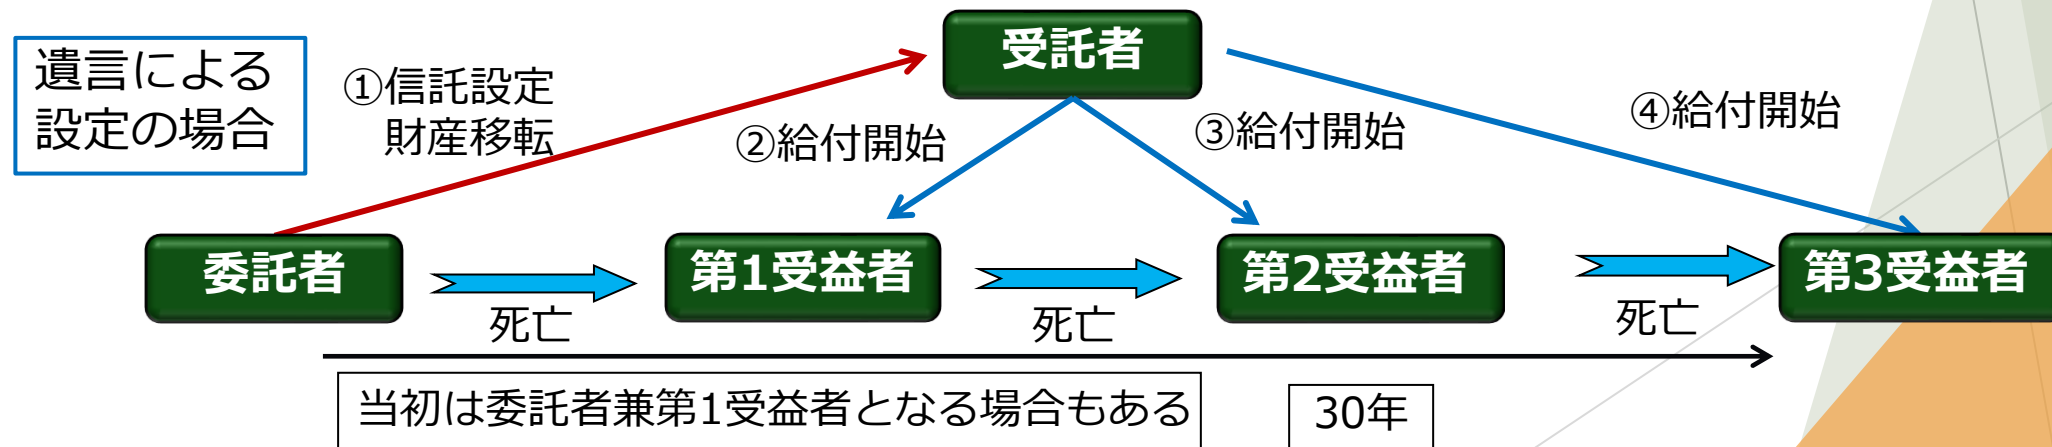 受託者
遺言による
設定の場合
①信託設定
財産移転
②給付開始
③給付開始
④給付開始
委託者
第1受益者
第2受益者
第3受益者
死亡
死亡
死亡
当初は委託者兼第1受益者となる場合もある
30年